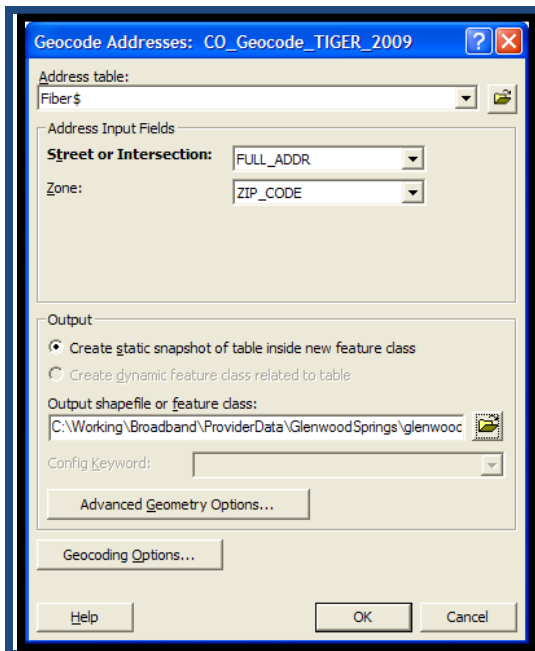 Geocode Addresses: CO_Geocode_TIGER_2009
Address table:
Fiber$
Address Input Fields
Street or Intersection: FULL_ADDR
Zone: ZIP_CODE
Output
Create static snapshot of table inside new feature class
Create dynamic feature class related to table
Output shapefile or feature class:
C:\Working\Broadband\ProviderData\GlenwoodSprings\glenwood
Config Keyword:
Advanced Geometry Options...
Geocoding Options...
Help OK Cancel